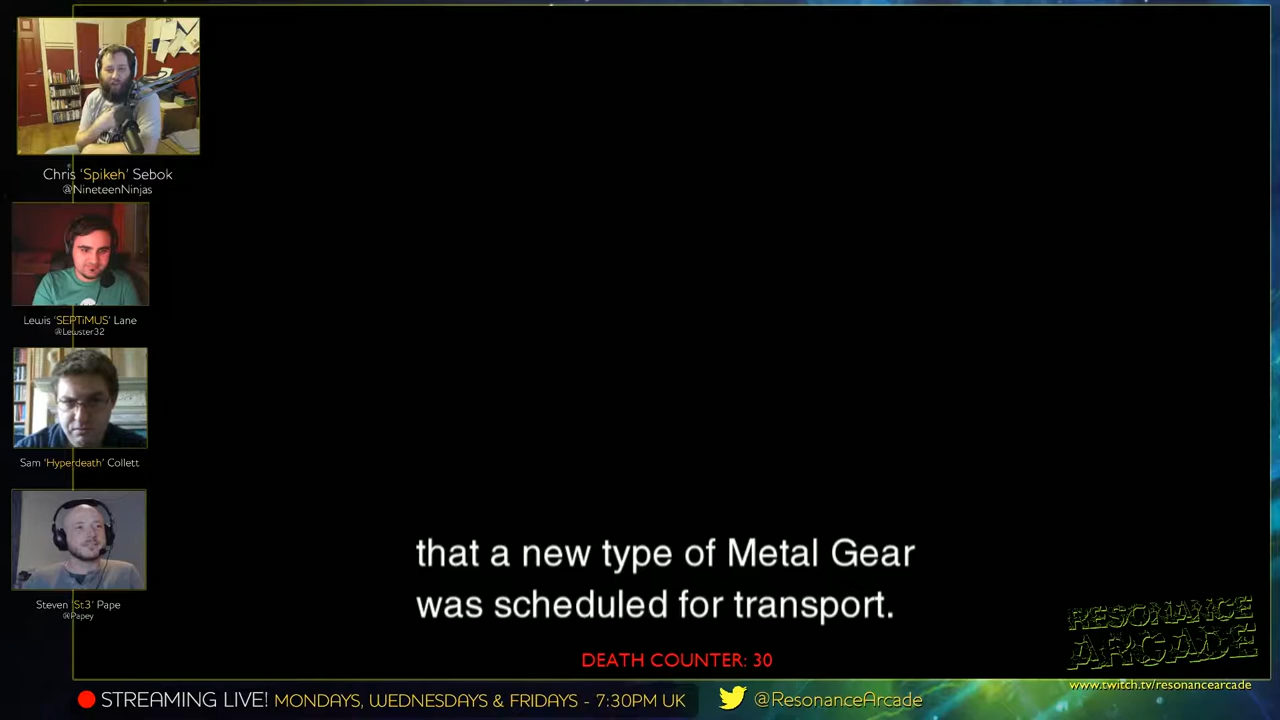 Chris 'Spikeh' Sebok
@NineteenNinjas
Lewis 'SEPTiMUS' Lane
@Lewster32
Sam 'Hyperdeath' Collett
Steven 'St3' Pape
@Papey
that a new type of Metal Gear
was scheduled for transport.
DEATH COUNTER: 30
RESONANCE
ARCADE
www.twitch.tv/resonancearcade
STREAMING LIVE! MONDAYS, WEDNESDAYS & FRIDAYS - 7:30PM UK
@ResonanceArcade